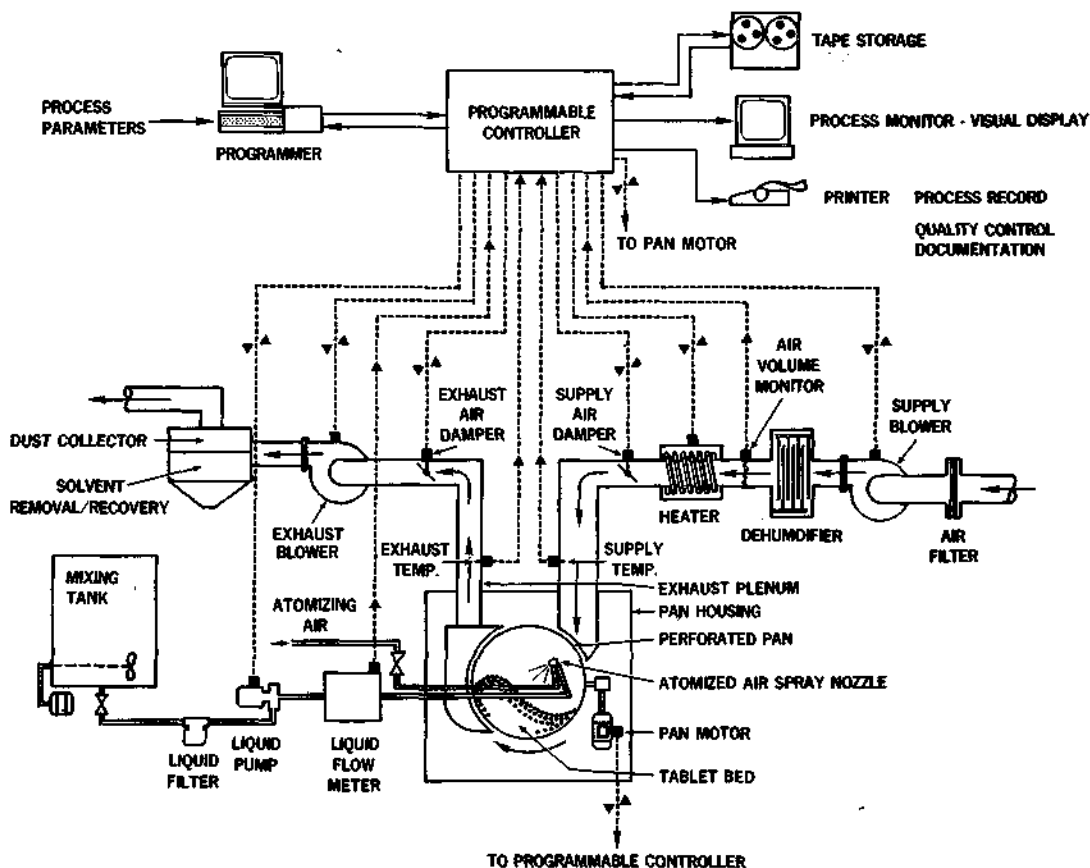 TAPE STORAGE
PROCESS
PARAMETERS
PROGRAMMER
PROGRAMMABLE
CONTROLLER
PROCESS MONITOR - VISUAL DISPLAY
PRINTER PROCESS RECORD
QUALITY CONTROL
DOCUMENTATION
TO PAN MOTOR
AIR
VOLUME
MONITOR
EXHAUST
AIR
DAMPER
SUPPLY
AIR
DAMPER
SUPPLY
BLOWER
DUST COLLECTOR
SOLVENT
REMOVAL/RECOVERY
EXHAUST
BLOWER
HEATER
DEHUMDIFIER
AIR
FILTER
EXHAUST
TEMP.
SUPPLY
TEMP.
MIXING
TANK
EXHAUST PLENUM
PAN HOUSING
ATOMIZING
AIR
PERFORATED PAN
ATOMIZED AIR SPRAY NOZZLE
PAN MOTOR
LIQUID
FILTER
LIQUID
PUMP
LIQUID
FLOW
METER
TABLET BED
TO PROGRAMMABLE CONTROLLER